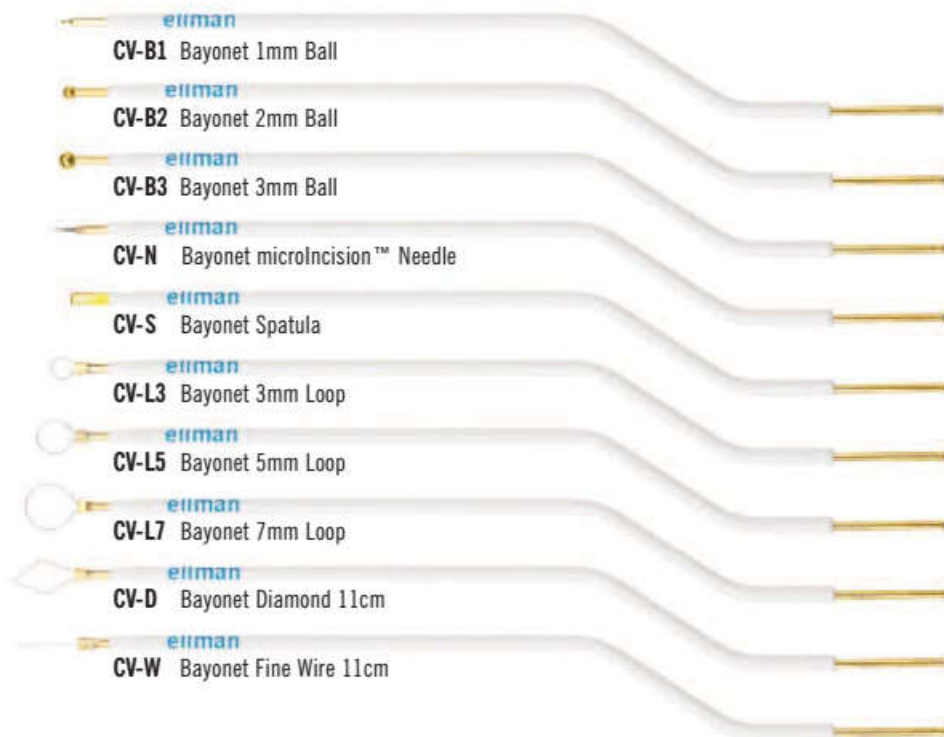 ellman
CV-B1 Bayonet 1mm Ball
ellman
CV-B2 Bayonet 2mm Ball
ellman
CV-B3 Bayonet 3mm Ball
ellman
CV-N Bayonet microIncision™ Needle
ellman
CV-S Bayonet Spatula
ellman
CV-L3 Bayonet 3mm Loop
ellman
CV-L5 Bayonet 5mm Loop
ellman
CV-L7 Bayonet 7mm Loop
ellman
CV-D Bayonet Diamond 11cm
ellman
CV-W Bayonet Fine Wire 11cm